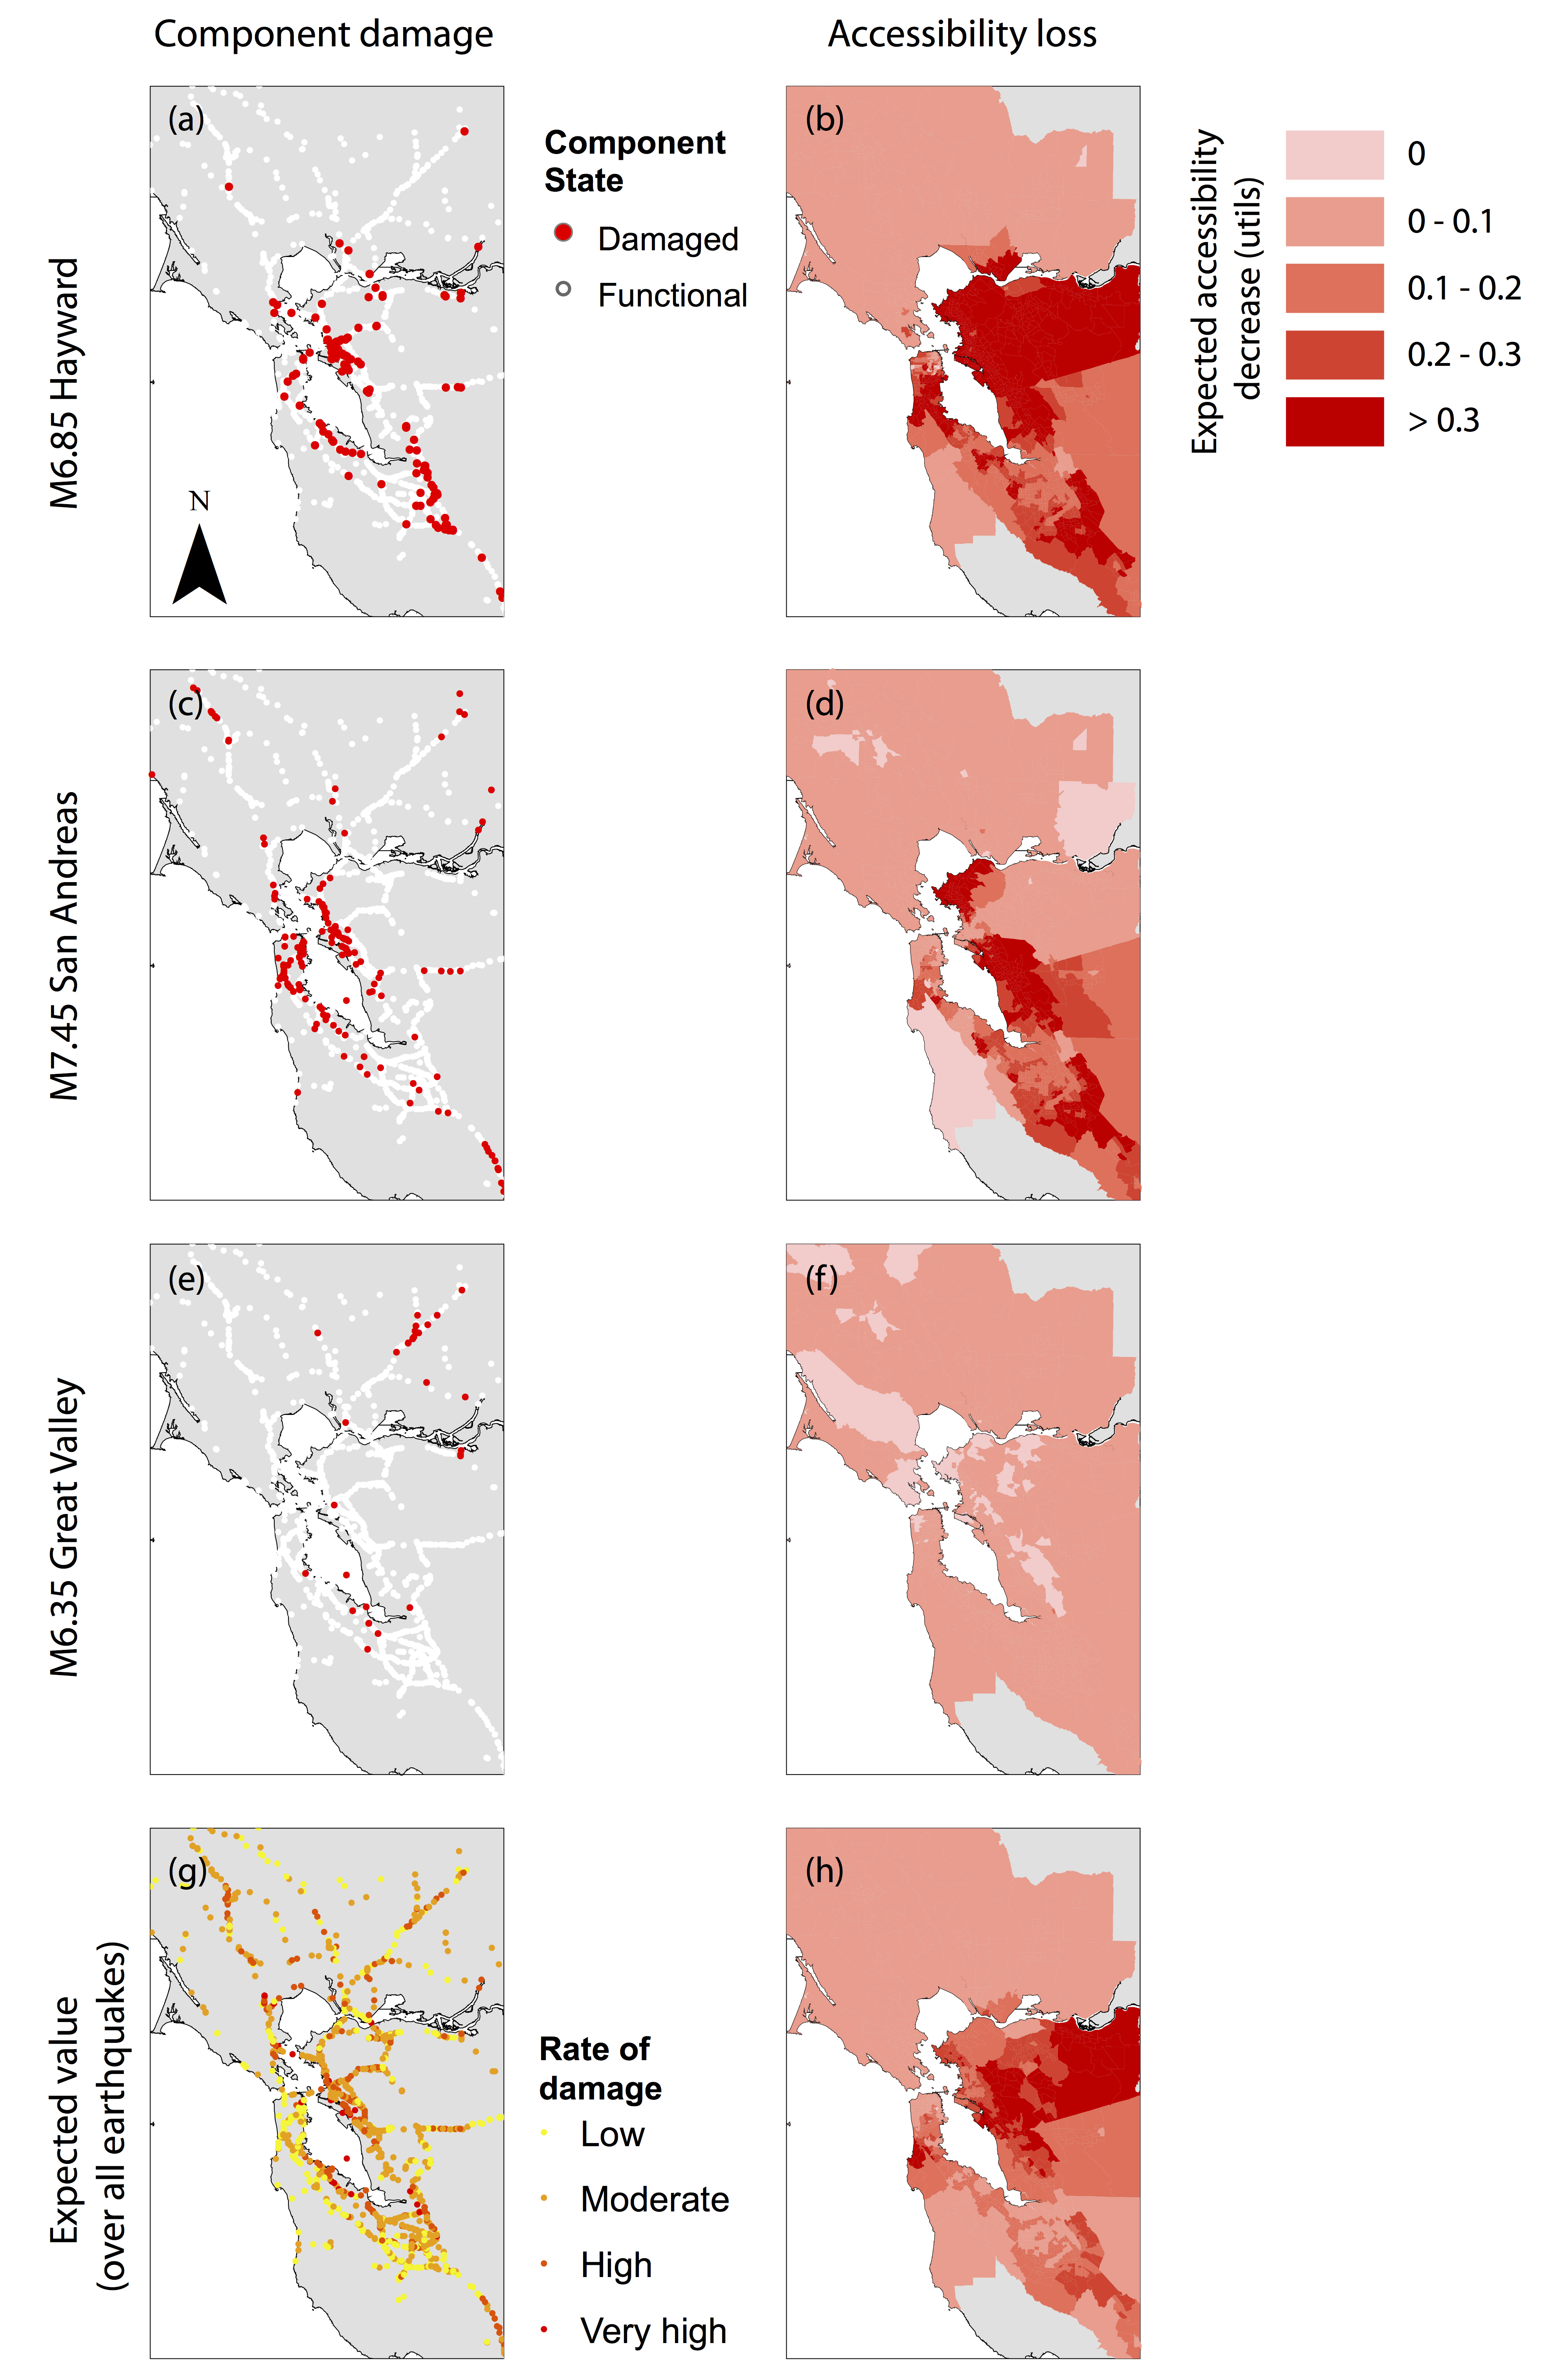 Component damage
Accessibility loss
M6.85 Hayward
(a)
N
Component
State
Damaged
Functional
(b)
Expected accessibility
decrease (utils)
0
0 - 0.1
0.1 - 0.2
0.2 - 0.3
> 0.3
M7.45 San Andreas
(c)
(d)
M6.35 Great Valley
(e)
(f)
Expected value
(over all earthquakes)
(g)
Rate of
damage
Low
Moderate
High
Very high
(h)